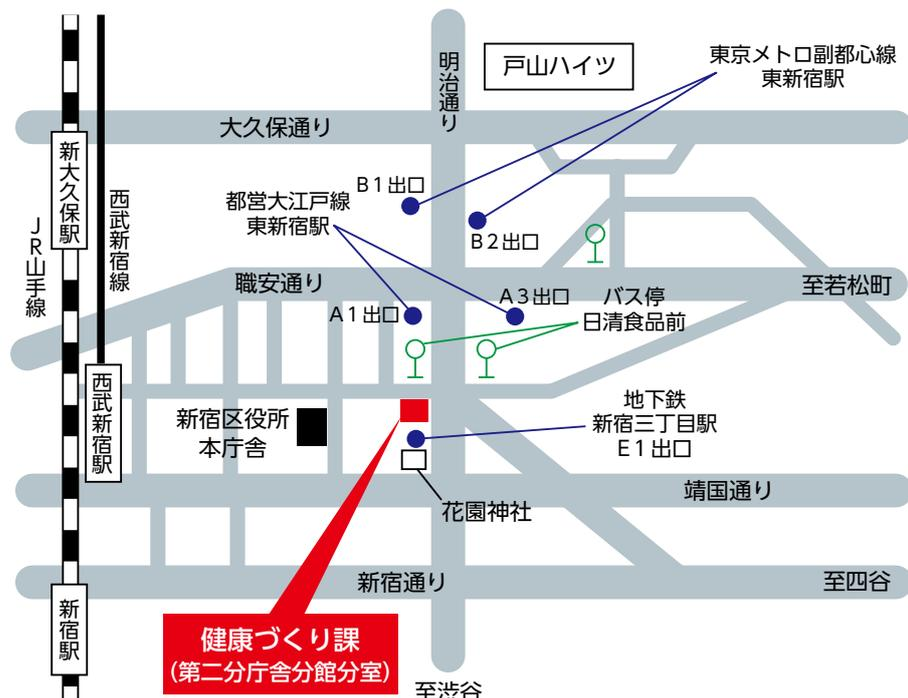 明治通り
戸山ハイツ
東京メトロ副都心線
東新宿駅
大久保通り
新大久保駅
西武新宿線
JR山手線
B1出口
都営大江戸線
東新宿駅
B2出口
職安通り
A3出口
バス停
日清食品前
至若松町
A1出口
西武新宿駅
新宿区役所
本庁舎
地下鉄
新宿三丁目駅
E1出口
靖国通り
花園神社
新宿通り
至四谷
新宿駅
健康づくり課
(第二分庁舎分館分室)
至渋谷